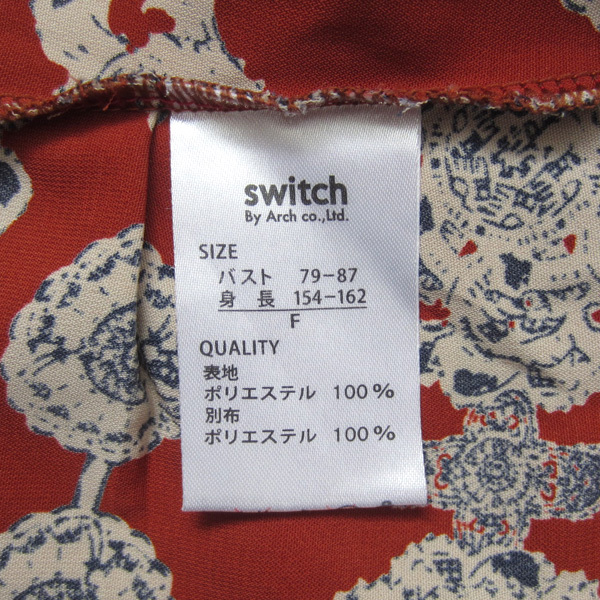 switch
By Arch co.,Ltd.
SIZE
バスト 79-87
身 長 154-162
F
QUALITY
表地
ポリエステル 100%
別布
ポリエステル 100%